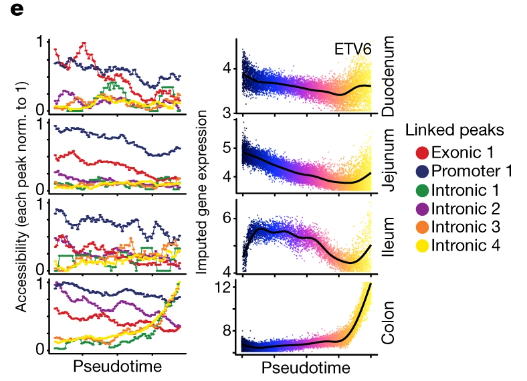 e
Accessibility (each peak norm. to 1)
1
0
1
0
1
0
1
0
Pseudotime
Imputed gene expression
ETV6
4
3
Duodenum
5
4
Jejunum
6
4
Ileum
12
8
Colon
Pseudotime
Linked peaks
Exonic 1
Promoter 1
Intronic 1
Intronic 2
Intronic 3
Intronic 4